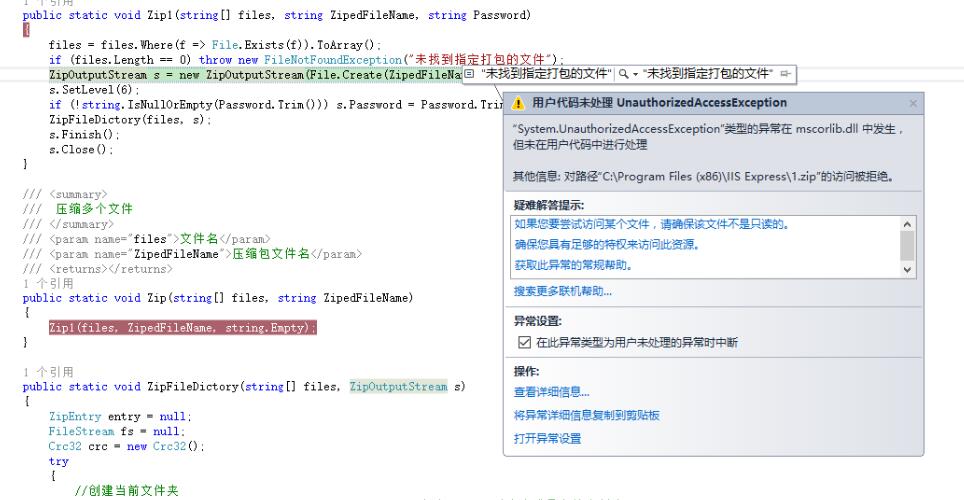 public static void Zip1(string[] files, string ZipedFileName, string Password)
{
files = files.Where(f => File.Exists(f)).ToArray();
if (files.Length == 0) throw new FileNotFoundException("未找到指定打包的文件");
ZipOutputStream s = new ZipOutputStream(File.Create(ZipedFileNa
"未找到指定打包的文件" "未找到指定打包的文件"
s.SetLevel(6);
if (!string.IsNullOrEmpty(Password.Trim())) s.Password = Password.Trim
ZipFileDictory(files, s);
s.Finish();
s.Close();
}
/// <summary>
/// 压缩多个文件
/// </summary>
/// <param name="files">文件名</param>
/// <param name="ZipedFileName">压缩包文件名</param>
/// <returns></returns>
1 个引用
public static void Zip(string[] files, string ZipedFileName)
{
Zip1(files, ZipedFileName, string.Empty);
}
1 个引用
public static void ZipFileDictory(string[] files, ZipOutputStream s)
{
ZipEntry entry = null;
FileStream fs = null;
Crc32 crc = new Crc32();
try
{
//创建当前文件夹
用户代码未处理 UnauthorizedAccessException
"System.UnauthorizedAccessException"类型的异常在 mscorlib.dll 中发生，
但未在用户代码中进行处理
其他信息: 对路径"C:\Program Files (x86)\IIS Express\1.zip"的访问被拒绝。
疑难解答提示:
如果您要尝试访问某个文件，请确保该文件不是只读的。
确保您具有足够的特权来访问此资源。
获取此异常的常规帮助。
搜索更多联机帮助...
异常设置:
在此异常类型为用户未处理的异常时中断
操作:
查看详细信息...
将异常详细信息复制到剪贴板
打开异常设置